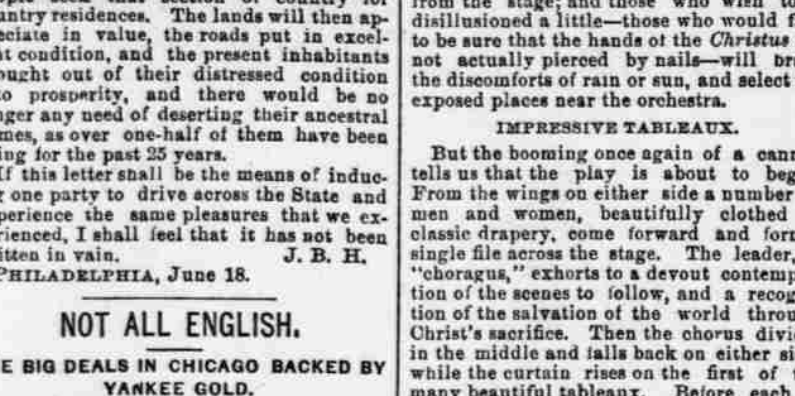 untry residences. The lands will then ap-
eciate in value, the roads put in excel-
nt condition, and the present inhabitants
ought out of their distressed condition
to prosperity, and there would be no
nger any need of deserting their ancestral
mes, as over one-half of them have been
ing for the past 25 years.
If this letter shall be the means of induc-
g one party to drive across the State and
perience the same pleasures that we ex-
rienced, I shall feel that it has not been
itten in vain. J. B. H.
PHILADELPHIA, June 18.
NOT ALL ENGLISH.
E BIG DEALS IN CHICAGO BACKED BY
YANKEE GOLD.
from the stage; and those who wish to
disillusioned a little—those who would f
to be sure that the hands of the Christus
not actually pierced by nails—will br
the discomforts of rain or sun, and select
exposed places near the orchestra.
IMPRESSIVE TABLEAUX.
But the booming once again of a cann
tells us that the play is about to beg
From the wings on either side a number
men and women, beautifully clothed
classic drapery, come forward and for
single file across the stage. The leader,
"choragus," exhorts to a devout contemp
tion of the scenes to follow, and a recog
tion of the salvation of the world throu
Christ's sacrifice. Then the chorus divi
in the middle and falls back on either si
while the curtain rises on the first of
many beautiful tableaux. Before each